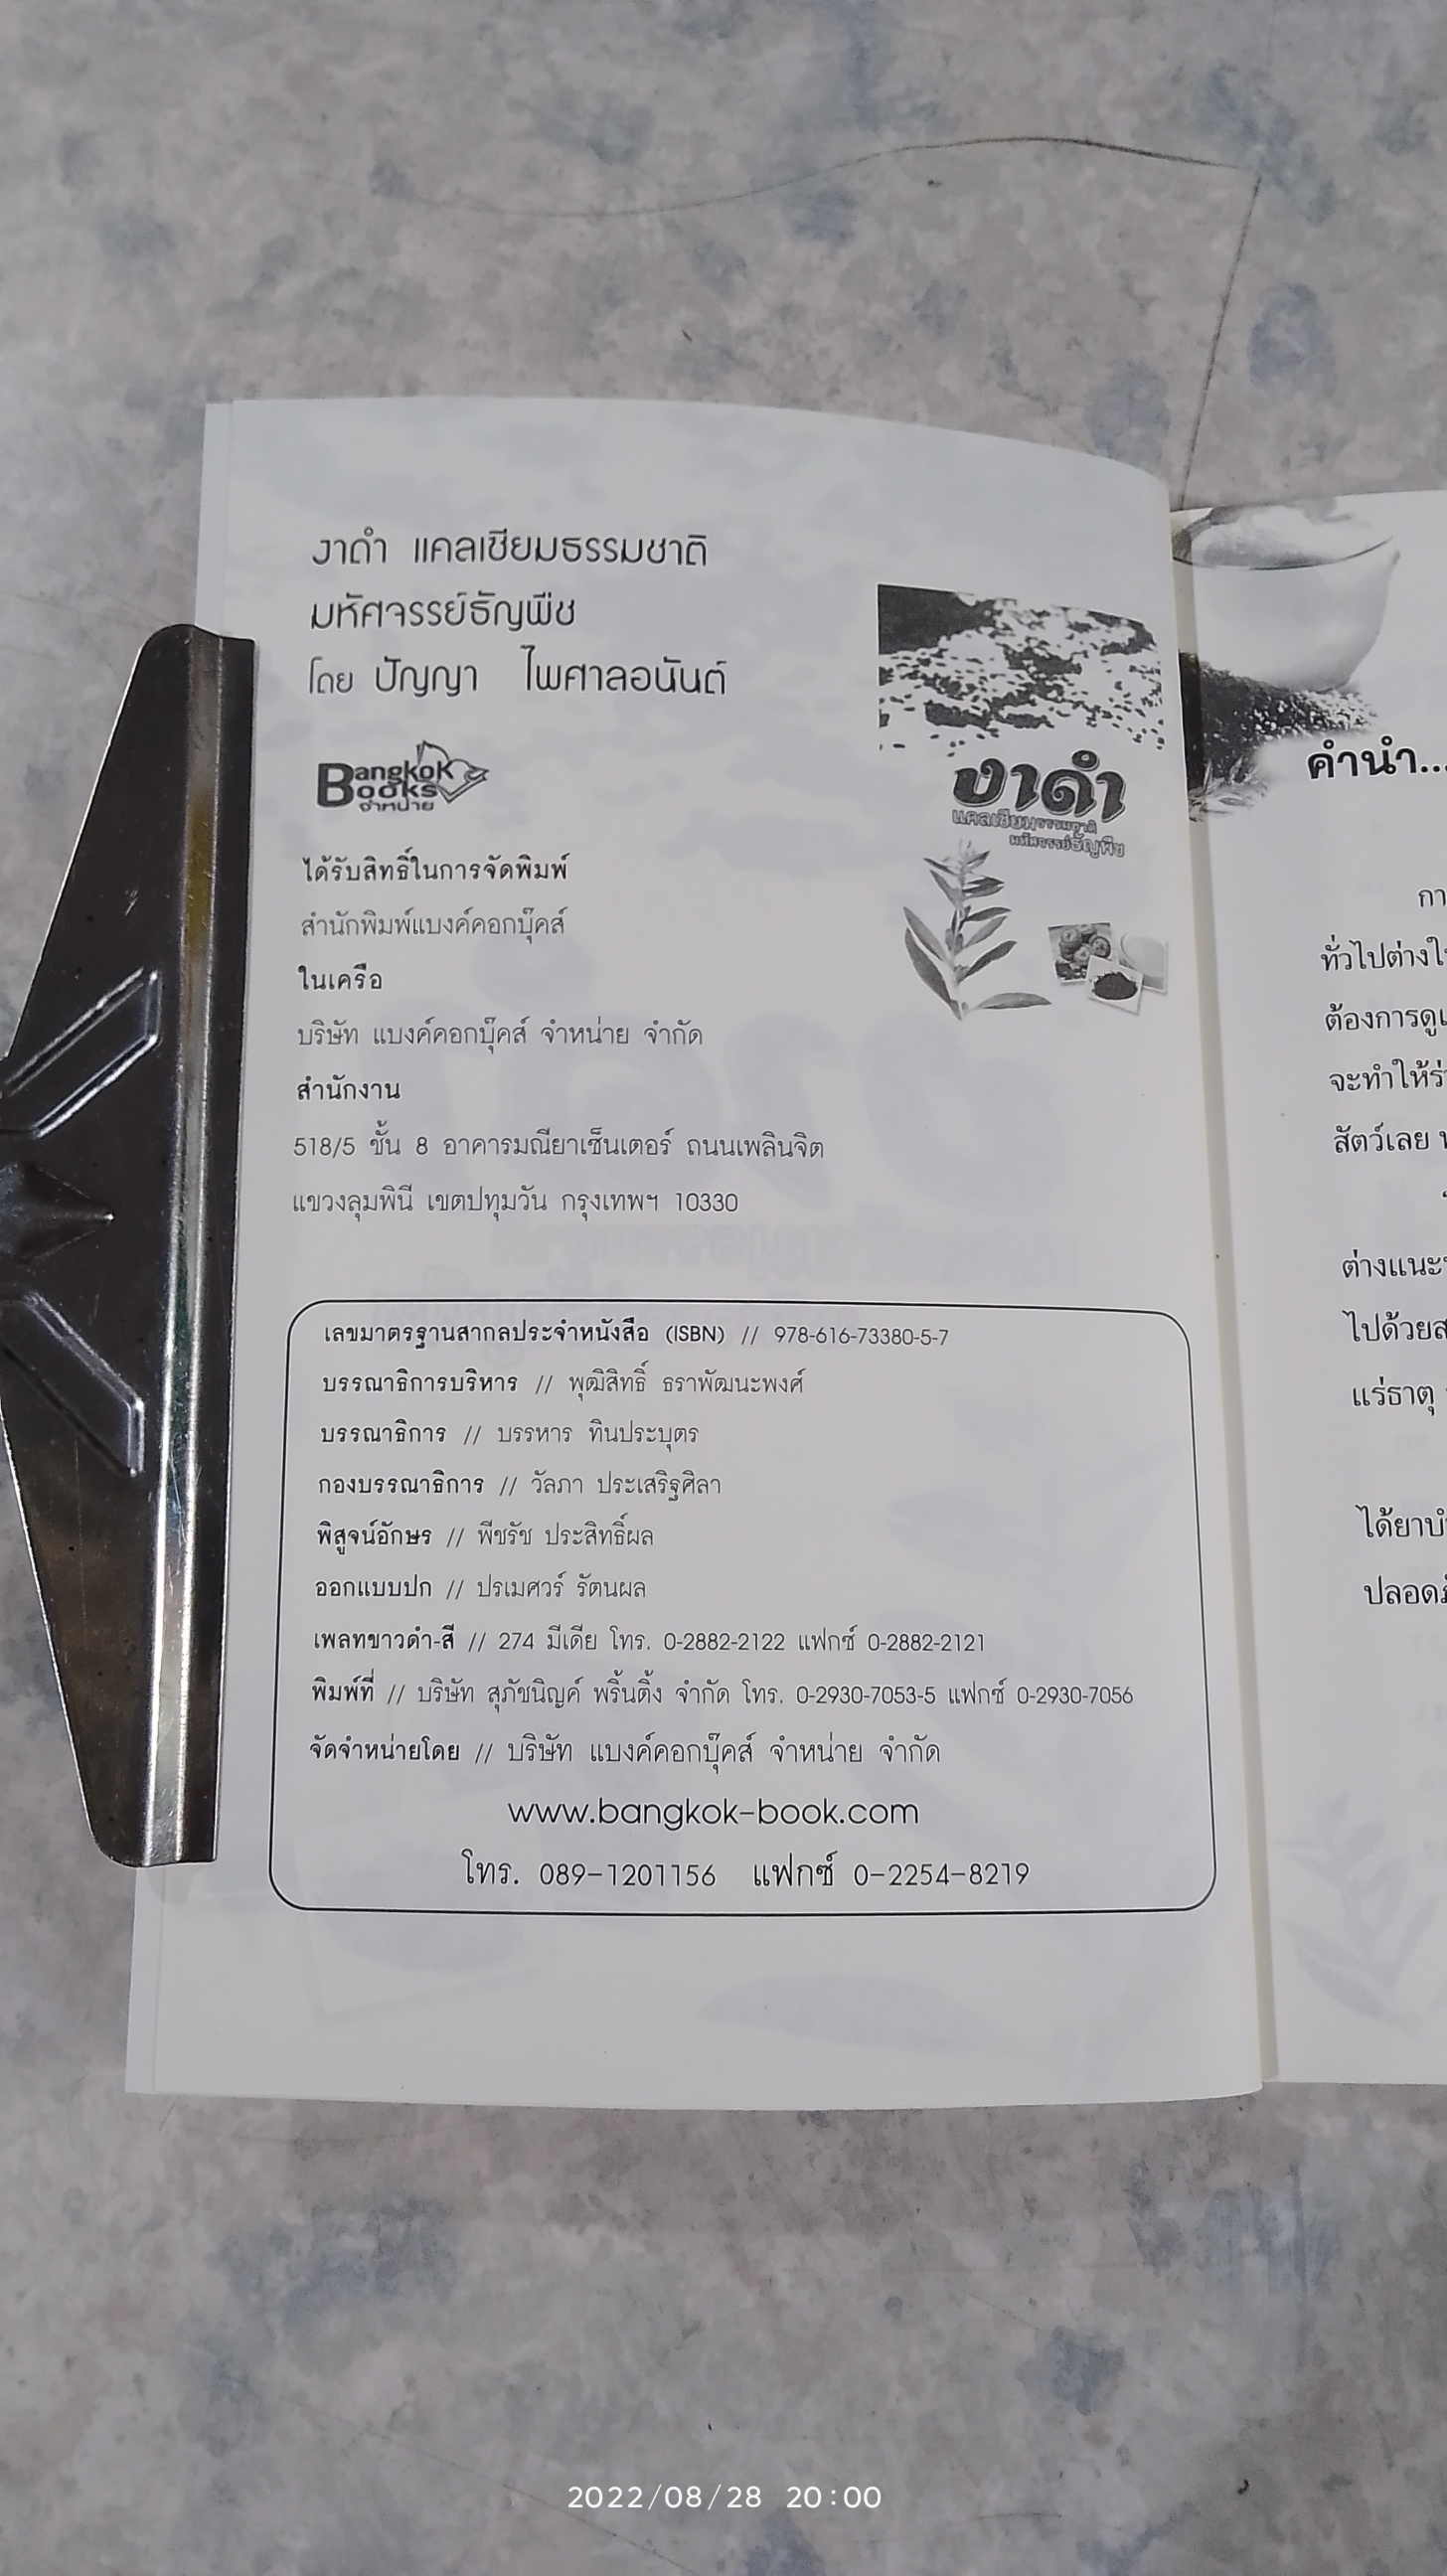 งาดำ แคลเซียมธรรมชาติ
มหัศจรรย์ธัญพืช
โดย ปัญญา ไพศาลอนันต์
Bangkok
Books
จำหน่าย
งาดำ
แคลเซียมธรรมชาติ
มหัศจรรย์ธัญพืช
ได้รับสิทธิ์ในการจัดพิมพ์
สำนักพิมพ์แบงค์คอกบุ๊คส์
ในเครือ
บริษัท แบงค์คอกบุ๊คส์ จำหน่าย จำกัด
สำนักงาน
518/5 ชั้น 8 อาคารมณียาเซ็นเตอร์ ถนนเพลินจิต
แขวงลุมพินี เขตปทุมวัน กรุงเทพฯ 10330
เลขมาตรฐานสากลประจำหนังสือ (ISBN) // 978-616-73380-5-7
บรรณาธิการบริหาร // พุฒิสิทธิ์ ธราพัฒนะพงศ์
บรรณาธิการ // บรรหาร ทินประบุตร
กองบรรณาธิการ // วัลภา ประเสริฐศิลา
พิสูจน์อักษร // พีชรัช ประสิทธิ์ผล
ออกแบบปก // ปรเมศวร์ รัตนผล
เพลทขาวดำ-สี // 274 มีเดีย โทร. 0-2882-2122 แฟกซ์ 0-2882-2121
พิมพ์ที่ // บริษัท สุภัชนิญค์ พริ้นติ้ง จำกัด โทร. 0-2930-7053-5 แฟกซ์ 0-2930-7056
จัดจำหน่ายโดย // บริษัท แบงค์คอกบุ๊คส์ จำหน่าย จำกัด
www.bangkok-book.com
โทร. 089-1201156 แฟกซ์ 0-2254-8219
คำนำ...
กา
ทั่วไปต่างใ
ต้องการดูแ
จะทำให้ร่
สัตว์เลย
ต่างแนะ
ไปด้วยส
แร่ธาตุ
ได้ยาบำ
ปลอดภั
2022/08/28 20:00